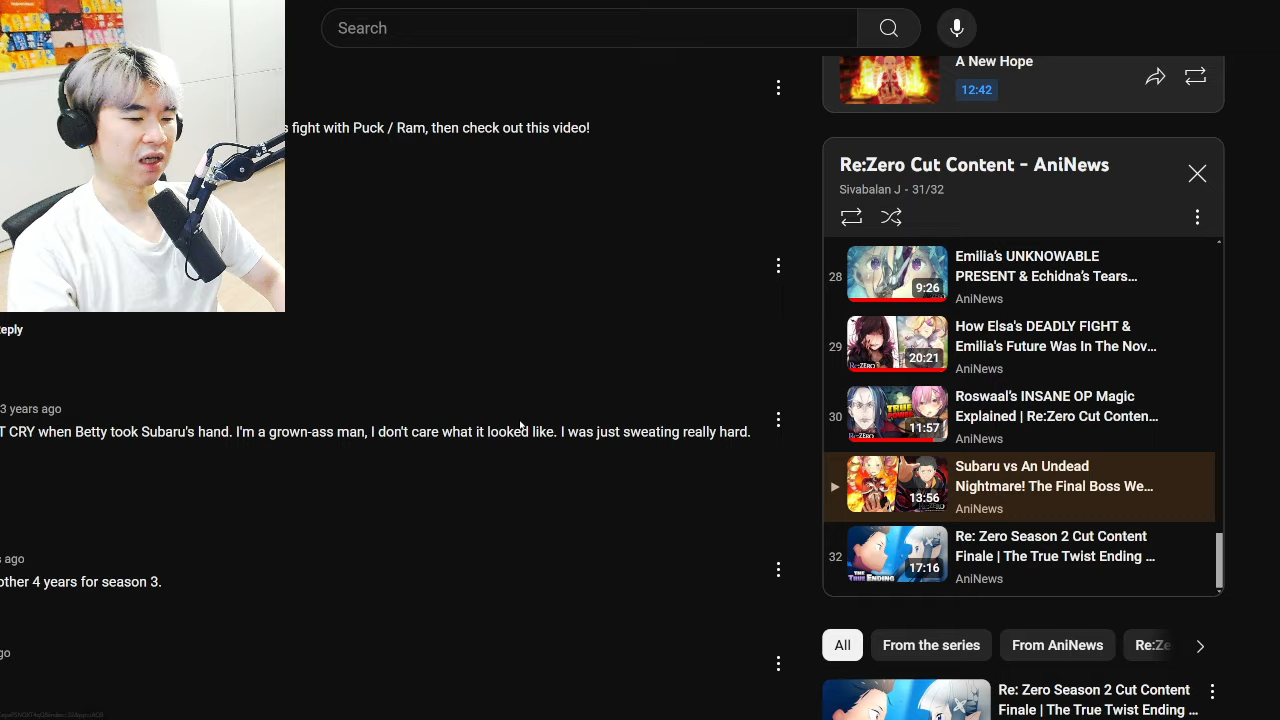 Search
A New Hope
12:42
s fight with Puck / Ram, then check out this video!
Re:Zero Cut Content - AniNews
Sivabalan J - 31/32
28
9:26
Emilia's UNKNOWABLE
PRESENT & Echidna's Tears...
AniNews
eply
29
20:21
How Elsa's DEADLY FIGHT &
Emilia's Future Was In The Nov...
AniNews
3 years ago
T CRY when Betty took Subaru's hand. I'm a grown-ass man, I don't care what it looked like. I was just sweating really hard.
30
TRUE
POWER
Re:ZERO
11:57
Roswaal's INSANE OP Magic
Explained | Re:Zero Cut Conten...
AniNews
13:56
Subaru vs An Undead
Nightmare! The Final Boss We...
AniNews
s ago
other 4 years for season 3.
32
THE
TRUE ENDING
17:16
Re: Zero Season 2 Cut Content
Finale | The True Twist Ending ...
AniNews
go
All
From the series
From AniNews
Re:Ze
Re: Zero Season 2 Cut Content
Finale | The True Twist Ending ...